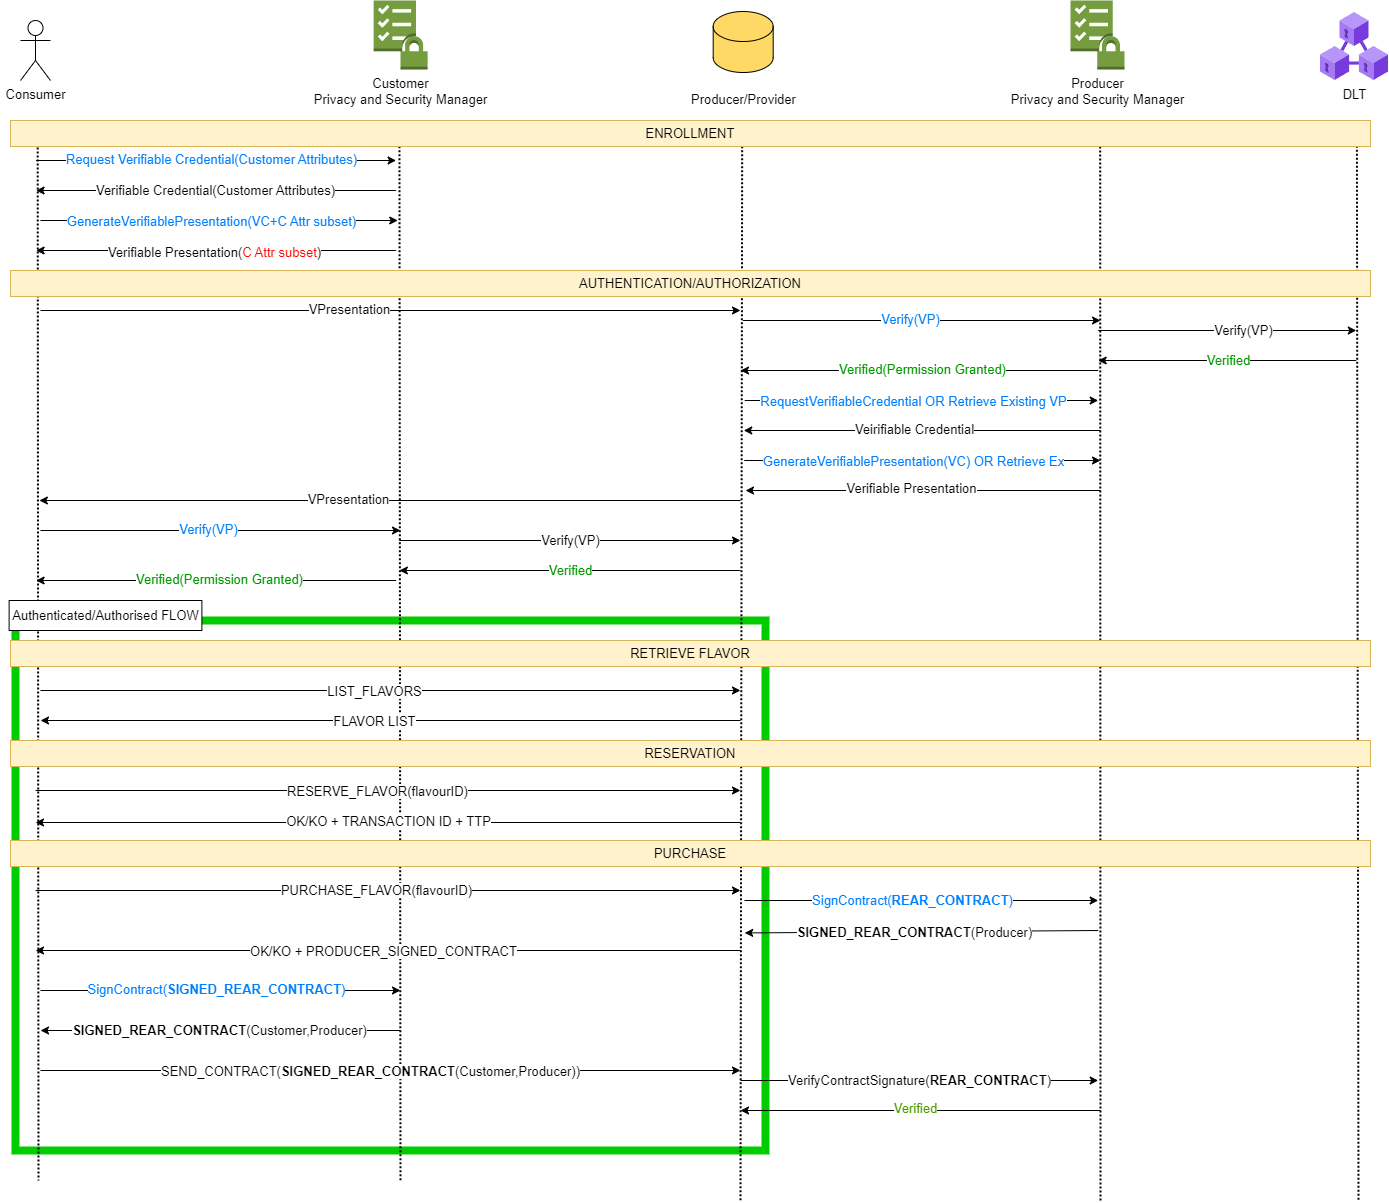 Consumer
Customer
Privacy and Security Manager
Producer/Provider
Producer
Privacy and Security Manager
DLT
ENROLLMENT
Request Verifiable Credential(Customer Attributes)
Verifiable Credential(Customer Attributes)
GenerateVerifiablePresentation(VC+C Attr subset)
Verifiable Presentation(C Attr subset)
AUTHENTICATION/AUTHORIZATION
VPresentation
Verify(VP)
Verify(VP)
Verified
Verified(Permission Granted)
RequestVerifiableCredential OR Retrieve Existing VP
Veirifiable Credential
GenerateVerifiablePresentation(VC) OR Retrieve Ex
Verifiable Presentation
VPresentation
Verify(VP)
Verify(VP)
Verified
Verified(Permission Granted)
Authenticated/Authorised FLOW
RETRIEVE FLAVOR
LIST_FLAVORS
FLAVOR LIST
RESERVATION
RESERVE_FLAVOR(flavourID)
OK/KO + TRANSACTION ID + TTP
PURCHASE
PURCHASE_FLAVOR(flavourID)
SignContract(REAR_CONTRACT)
SIGNED_REAR_CONTRACT(Producer)
OK/KO + PRODUCER_SIGNED_CONTRACT
SignContract(SIGNED_REAR_CONTRACT)
SIGNED_REAR_CONTRACT(Customer,Producer)
SEND_CONTRACT(SIGNED_REAR_CONTRACT(Customer,Producer))
VerifyContractSignature(REAR_CONTRACT)
Verified